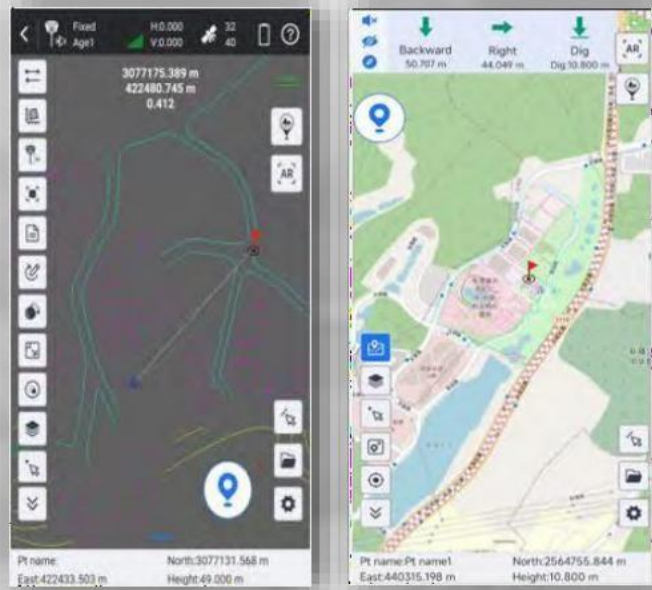 Fixed
Age1
H:0.000
V:0.000
32
40
3077175.389 m
422480.745 m
0.412
AR
Pt name:
North:3077131.568 m
East:422433.503 m
Height:49.000 m
Backward
50.707 m
Right
44.049 m
Dig
Dig:10.800 m
AR
Pt name:Pt name1
North:2564755.844 m
East:440315.198 m
Height:10.800 m